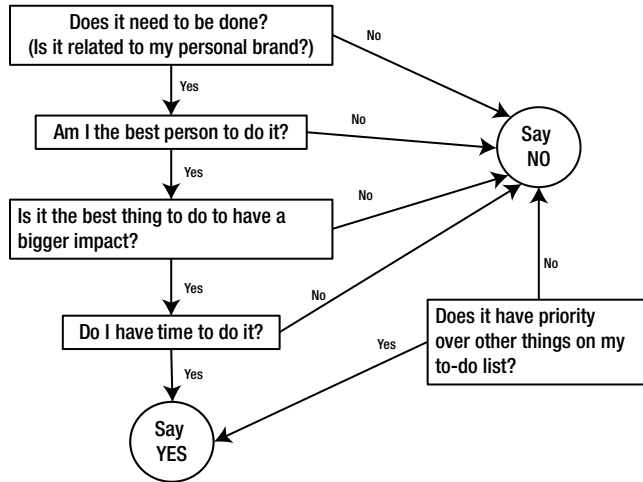 Does it need to be done?
(Is it related to my personal brand?)
No
Yes
Am I the best person to do it?
No
Say
NO
Yes
Is it the best thing to do to have a
bigger impact?
No
No
Yes
No
Does it have priority
over other things on my
to-do list?
Do I have time to do it?
Yes
Yes
Say
YES